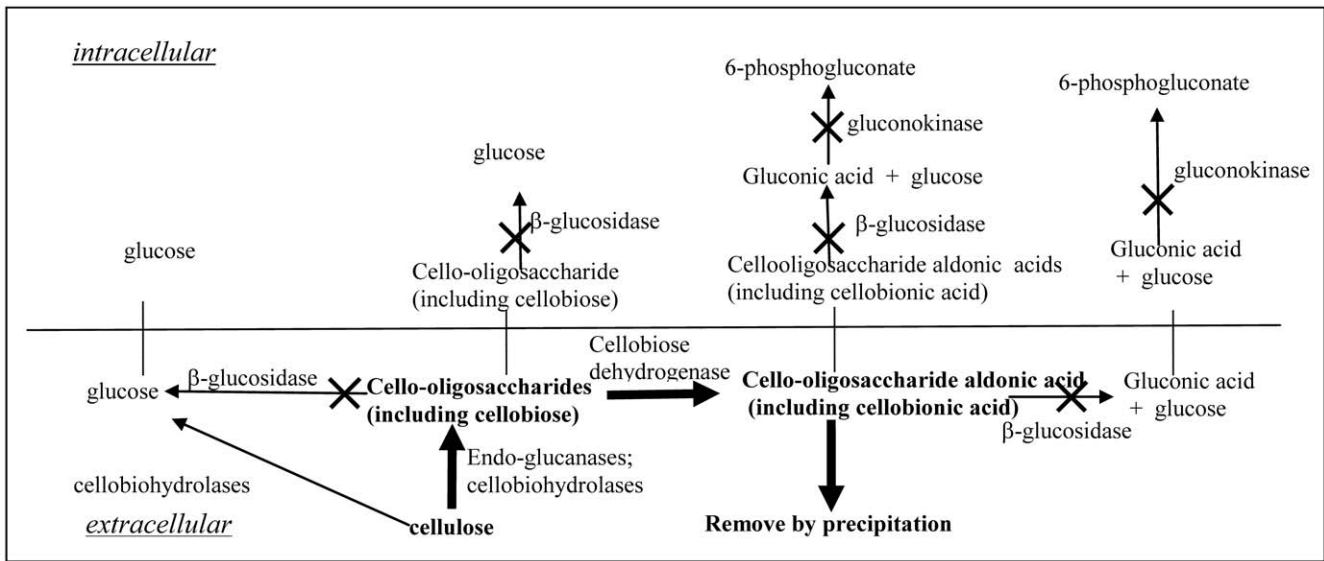 intracellular
6-phosphogluconate
6-phosphogluconate
gluconokinase
glucose
Gluconic acid + glucose
gluconokinase
β-glucosidase
β-glucosidase
glucose
Cello-oligosaccharide
(including cellobiose)
Cellooligosaccharide aldonic acids
(including cellobionic acid)
Gluconic acid
+ glucose
Cellobiose
dehydrogenase
glucose
β-glucosidase
Cello-oligosaccharides
(including cellobiose)
Cello-oligosaccharide aldonic acid
(including cellobionic acid)
Gluconic acid
+ glucose
β-glucosidase
Endo-glucanases;
cellobiohydrolases
cellobiohydrolases
extracellular
cellulose
Remove by precipitation